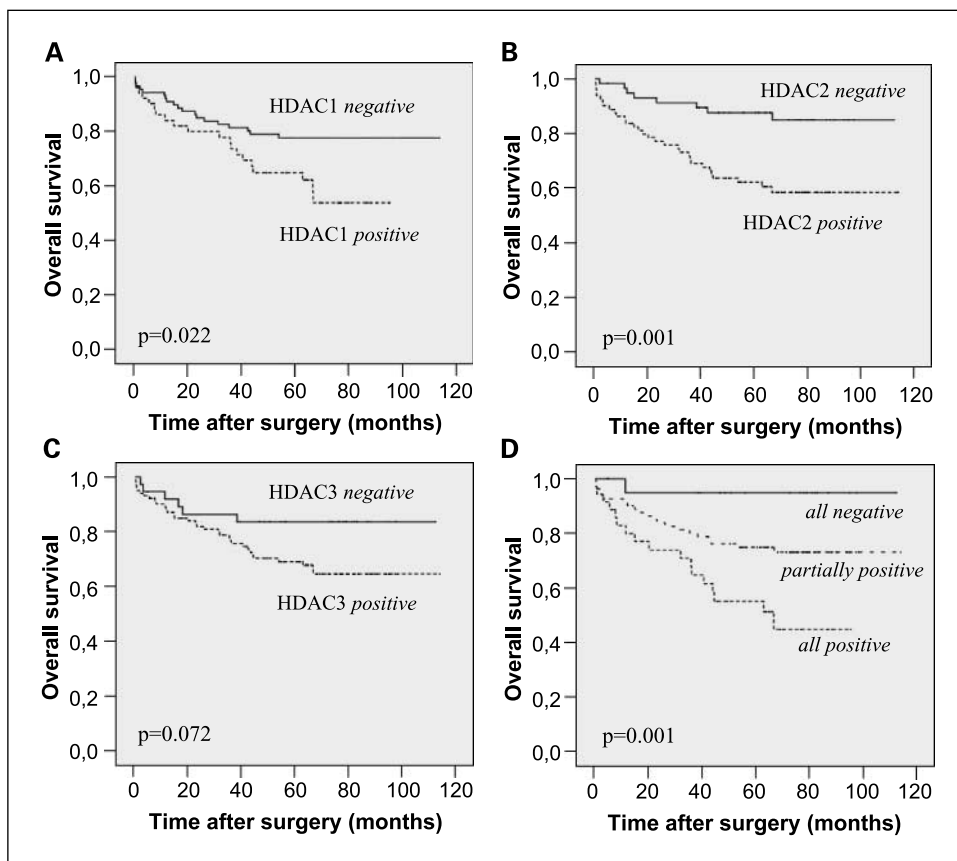 A
Overall survival
1,0
0,8
0,6
0,4
0,2
0,0
HDAC1 negative
HDAC1 positive
p=0.022
0 20 40 60 80 100 120
Time after surgery (months)
B
Overall survival
1,0
0,8
0,6
0,4
0,2
0,0
HDAC2 negative
HDAC2 positive
p=0.001
0 20 40 60 80 100 120
Time after surgery (months)
C
Overall survival
1,0
0,8
0,6
0,4
0,2
0,0
HDAC3 negative
HDAC3 positive
p=0.072
0 20 40 60 80 100 120
Time after surgery (months)
D
Overall survival
1,0
0,8
0,6
0,4
0,2
0,0
all negative
partially positive
all positive
p=0.001
0 20 40 60 80 100 120
Time after surgery (months)